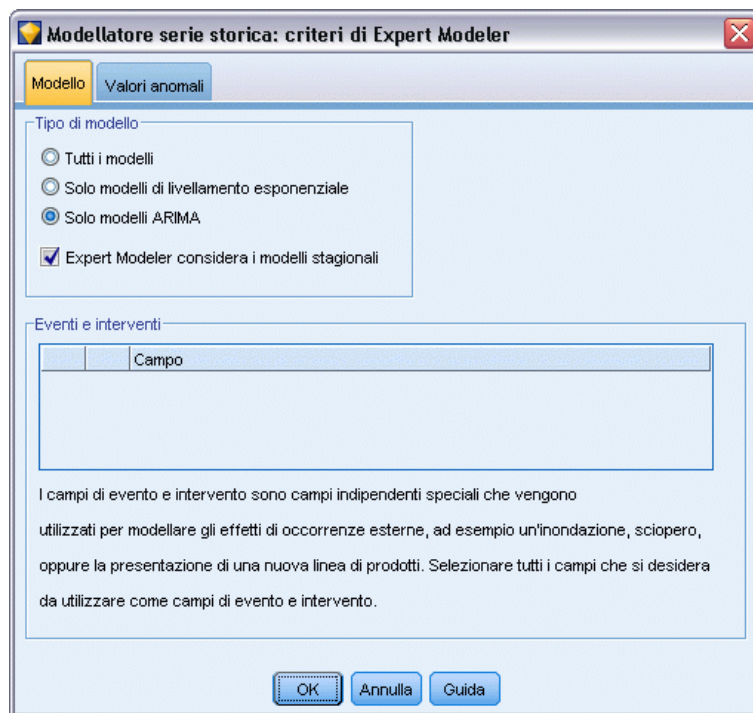 Modellatore serie storica: criteri di Expert Modeler
Modello
Valori anomali
Tipo di modello
Tutti i modelli
Solo modelli di livellamento esponenziale
Solo modelli ARIMA
Expert Modeler considera i modelli stagionali
Eventi e interventi
Campo
I campi di evento e intervento sono campi indipendenti speciali che vengono
utilizzati per modellare gli effetti di occorrenze esterne, ad esempio un'inondazione, sciopero,
oppure la presentazione di una nuova linea di prodotti. Selezionare tutti i campi che si desidera
da utilizzare come campi di evento e intervento.
OK
Annulla
Guida